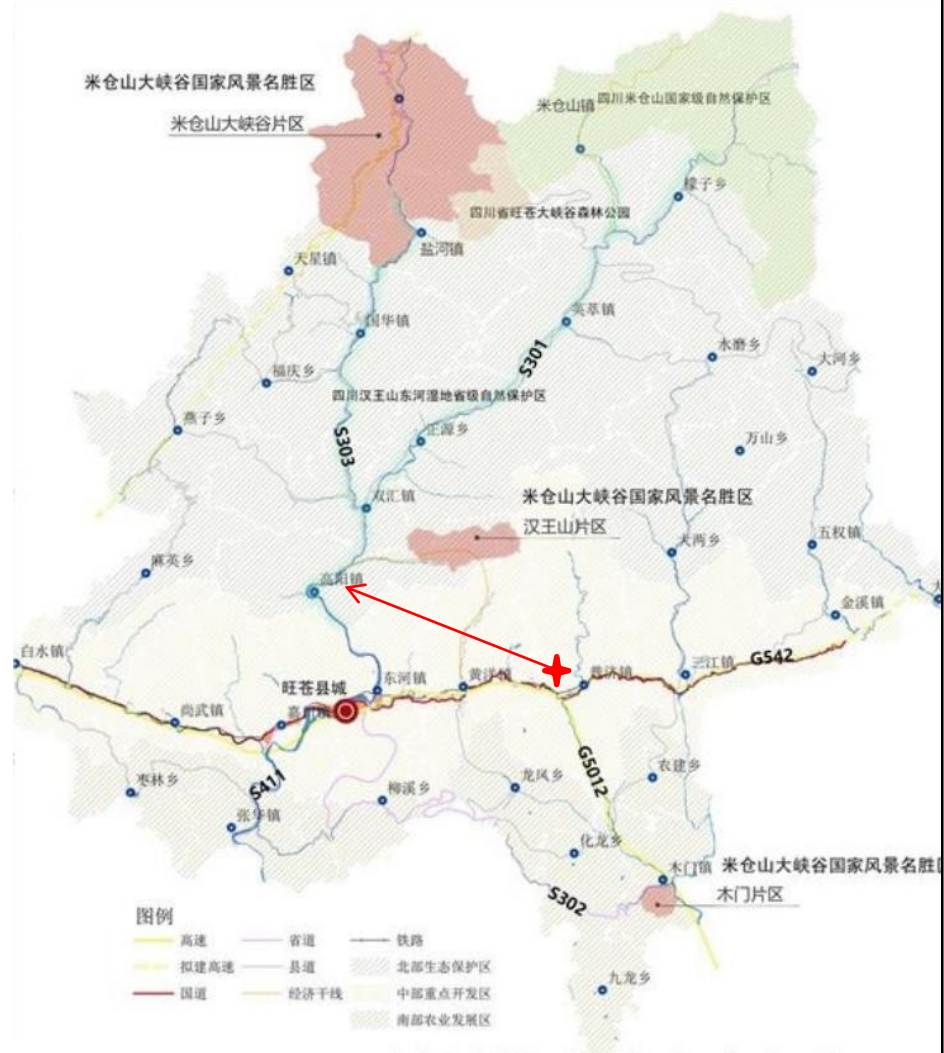 米仓山大峡谷国家风景名胜区
米仓山大峡谷片区
米仓山镇
四川米仓山国家级自然保护区
檬子乡
四川省旺苍大峡谷森林公园
盐河镇
天星镇
国华镇
英萃镇
S301
水磨乡
大河乡
福庆乡
四川汉王山东河湿地省级自然保护区
燕子乡
S303
正源乡
万山乡
双汇镇
米仓山大峡谷国家风景名胜区
汉王山片区
大两乡
五权镇
麻英乡
高阳镇
金溪镇
白水镇
旺苍县城
东河镇
黄洋镇
普济镇
三江镇
G542
尚武镇
嘉川镇
S411
枣林乡
张华镇
柳溪乡
龙凤乡
G5012
农建乡
化龙乡
木门镇
米仓山大峡谷国家风景名胜
木门片区
S302
九龙乡
图例
高速
省道
铁路
拟建高速
县道
北部生态保护区
国道
经济干线
中部重点开发区
南部农业发展区